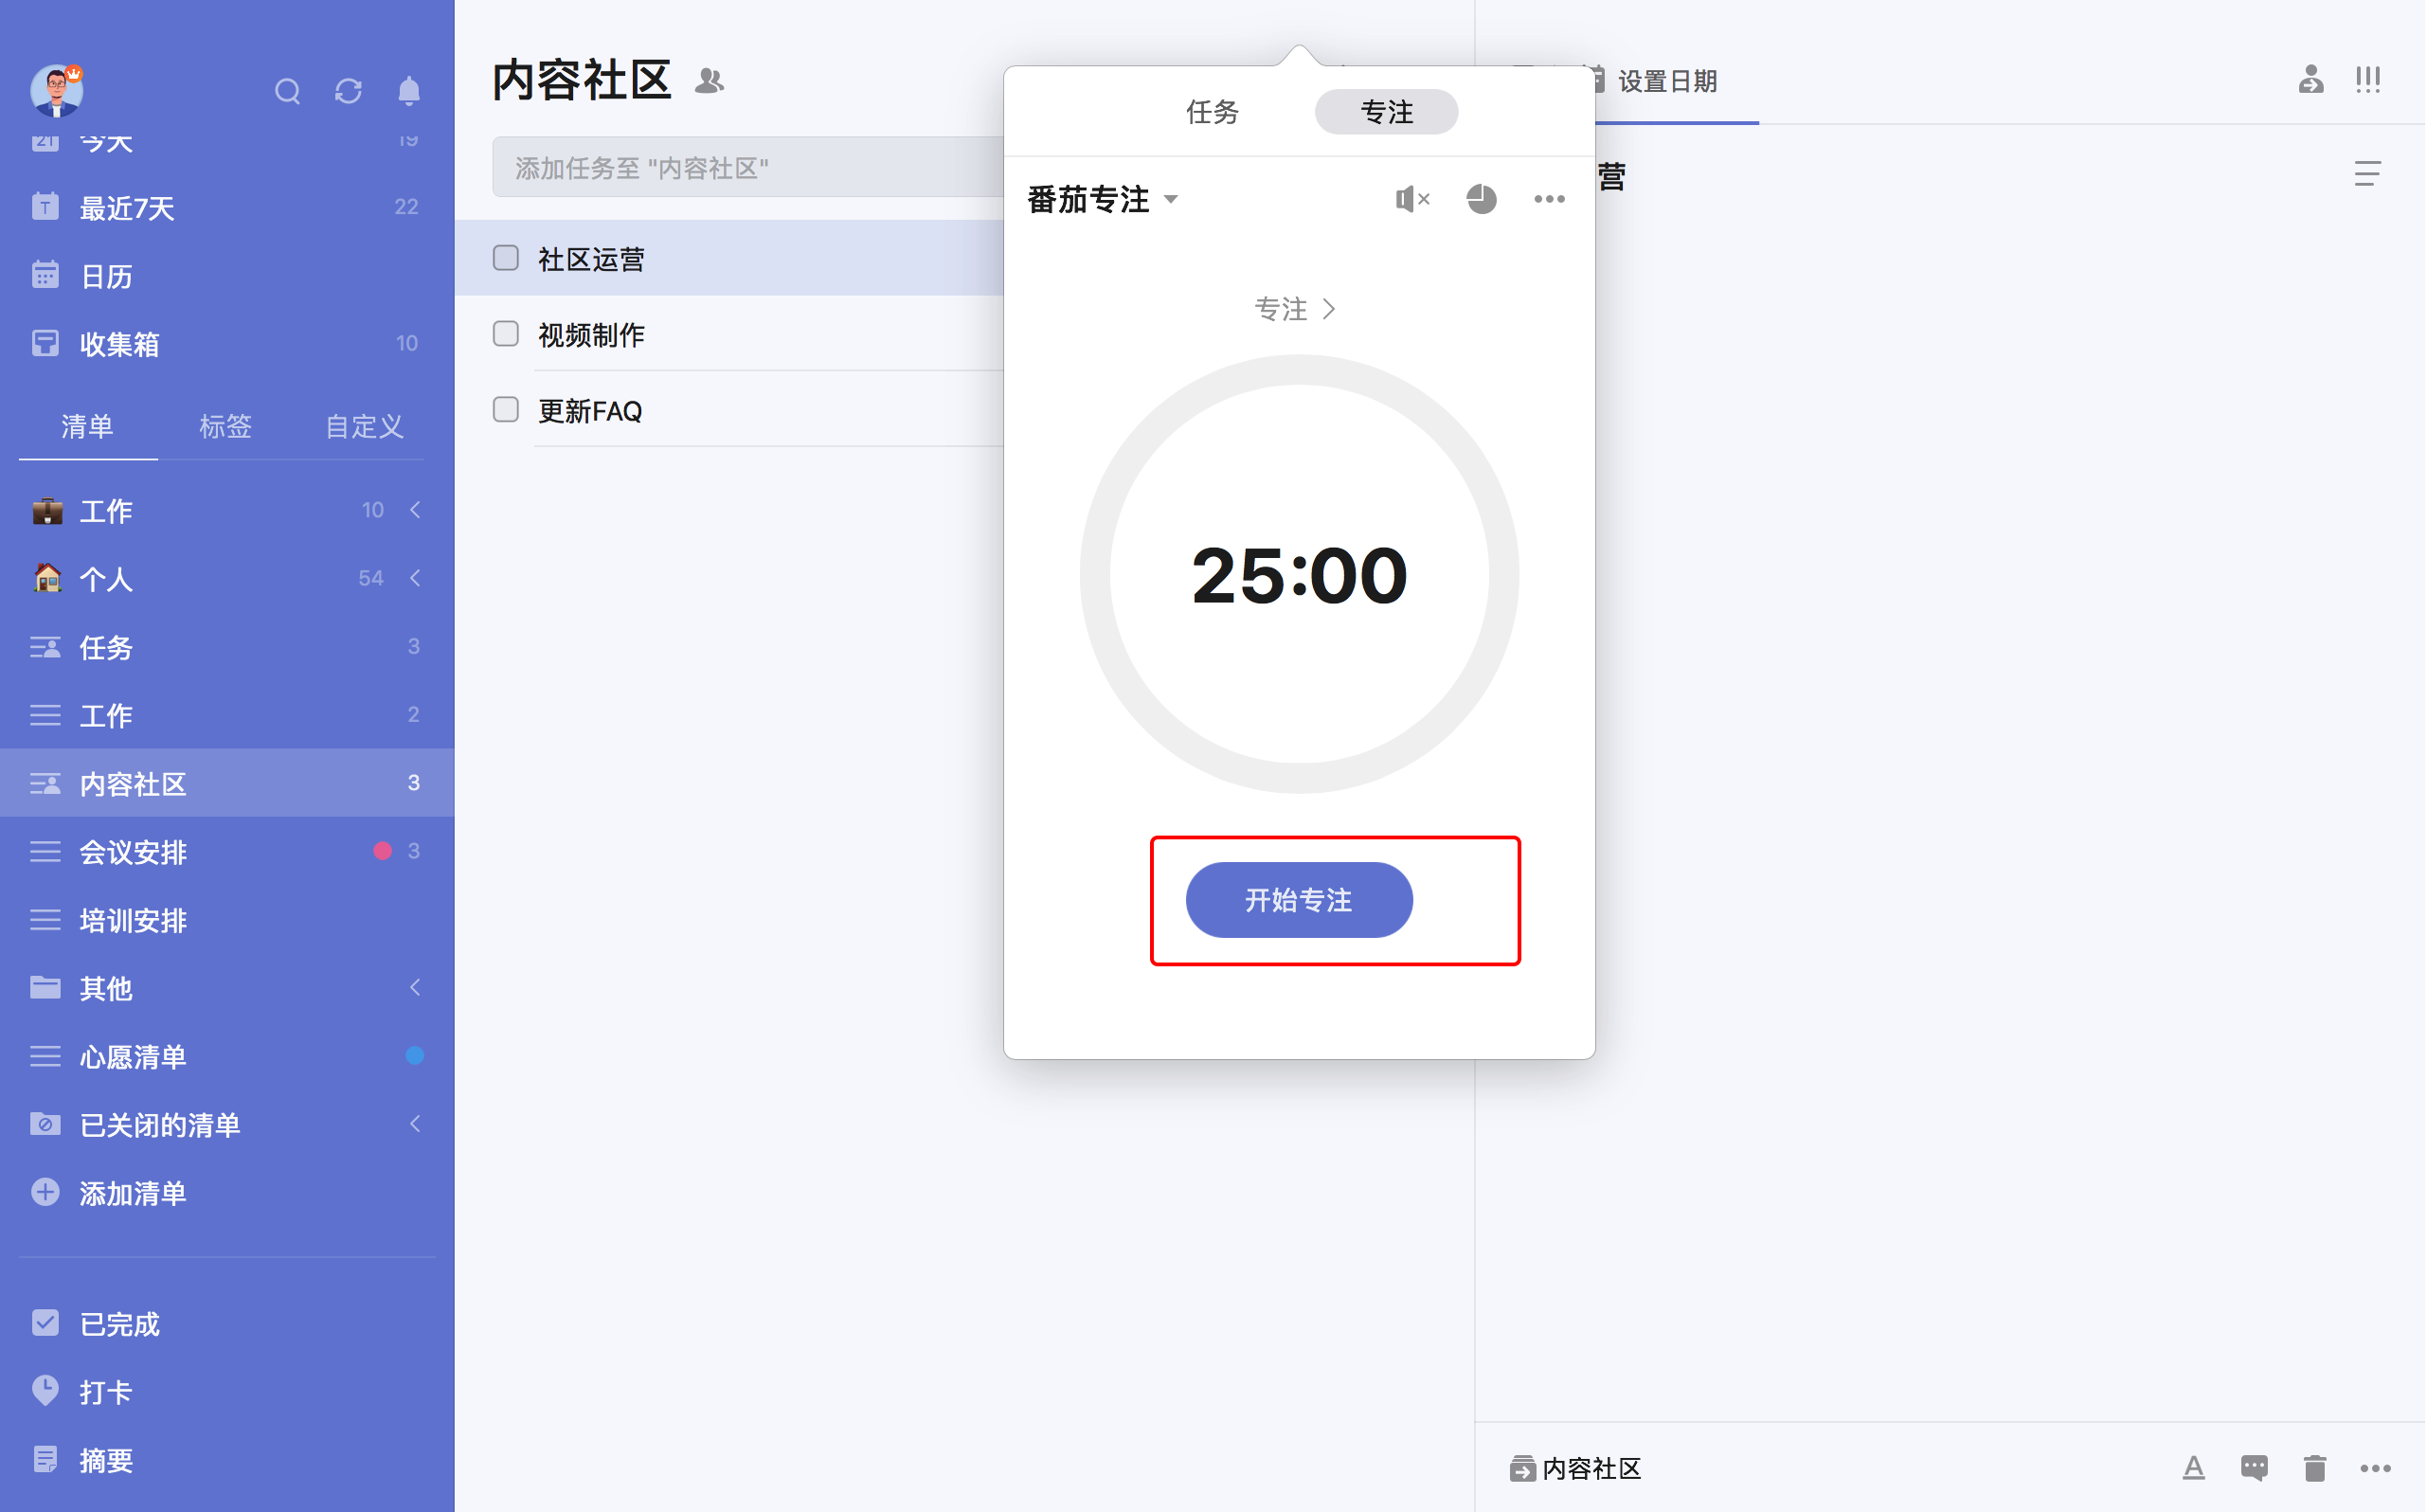 今天 19
最近7天 22
日历
收集箱 10
清单 标签 自定义
工作 10
个人 54
任务 3
工作 2
内容社区 3
会议安排 3
培训安排
其他
心愿清单
已关闭的清单
添加清单
已完成
打卡
摘要
内容社区
添加任务至 "内容社区"
社区运营
视频制作
更新FAQ
任务 专注
番茄专注
专注
25:00
开始专注
设置日期
营
内容社区